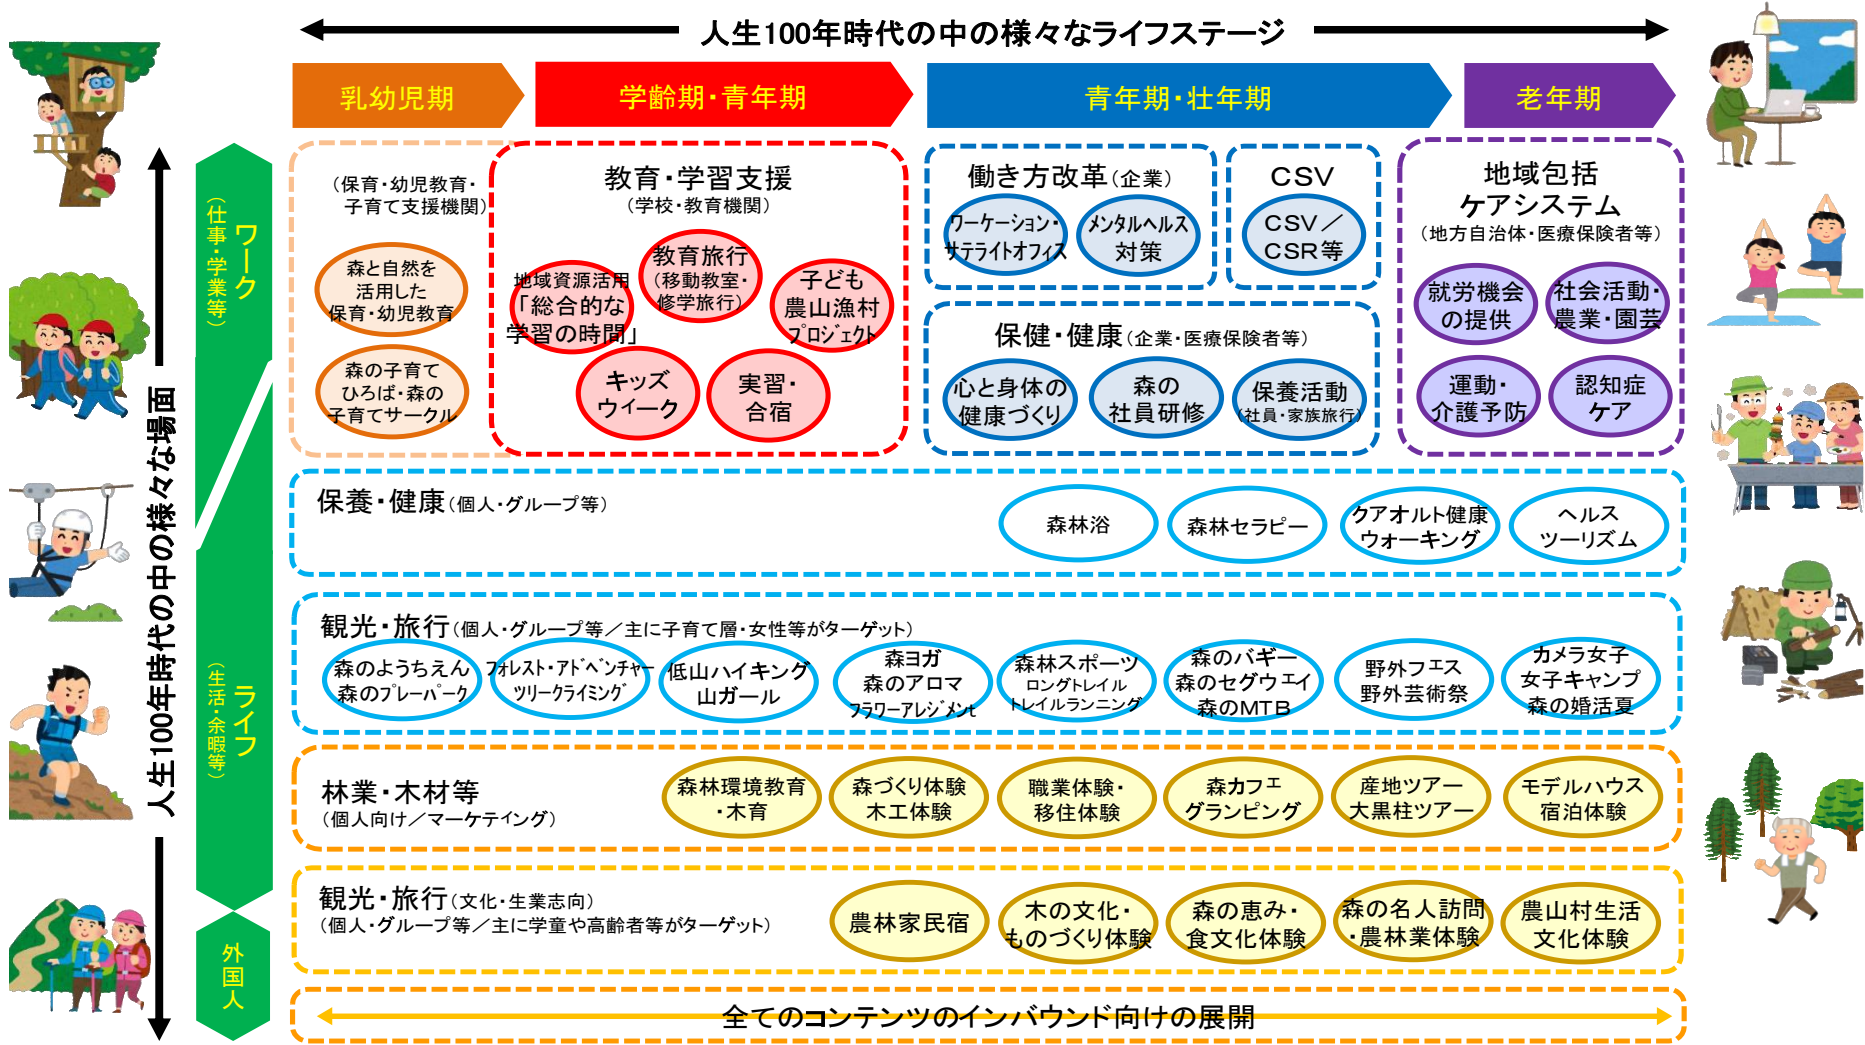 人生100年時代の中の様々なライフステージ
乳幼児期
学齢期・青年期
青年期・壮年期
老年期
人生100年時代の中の様々な場面
ワーク
（仕事・学業等）
ライフ
（生活・余暇等）
外国人
（保育・幼児教育・
子育て支援機関）
森と自然を
活用した
保育・幼児教育
森の子育て
ひろば・森の
子育てサークル
教育・学習支援
（学校・教育機関）
地域資源活用
「総合的な
学習の時間」
教育旅行
（移動教室・
修学旅行）
子ども
農山漁村
プロジェクト
キッズ
ウイーク
実習・
合宿
働き方改革（企業）
ワーケーション・
サテライトオフィス
メンタルヘルス
対策
CSV
CSV／
CSR等
保健・健康（企業・医療保険者等）
心と身体の
健康づくり
森の
社員研修
保養活動
（社員・家族旅行）
地域包括
ケアシステム
（地方自治体・医療保険者等）
就労機会
の提供
社会活動・
農業・園芸
運動・
介護予防
認知症
ケア
保養・健康（個人・グループ等）
森林浴
森林セラピー
クアオルト健康
ウォーキング
ヘルス
ツーリズム
観光・旅行（個人・グループ等／主に子育て層・女性等がターゲット）
森のようちえん
森のプレーパーク
フォレスト・アドベンチャー
ツリークライミング
低山ハイキング
山ガール
森ヨガ
森のアロマ
フラワーアレジメント
森林スポーツ
ロングトレイル
トレイルランニング
森のバギー
森のセグウェイ
森のMTB
野外フェス
野外芸術祭
カメラ女子
女子キャンプ
森の婚活夏
林業・木材等
（個人向け／マーケティング）
森林環境教育
・木育
森づくり体験
木工体験
職業体験・
移住体験
森カフェ
グランピング
産地ツアー
大黒柱ツアー
モデルハウス
宿泊体験
観光・旅行（文化・生業志向）
（個人・グループ等／主に学童や高齢者等がターゲット）
農林家民宿
木の文化・
ものづくり体験
森の恵み・
食文化体験
森の名人訪問
・農林業体験
農山村生活
文化体験
全てのコンテンツのインバウンド向けの展開